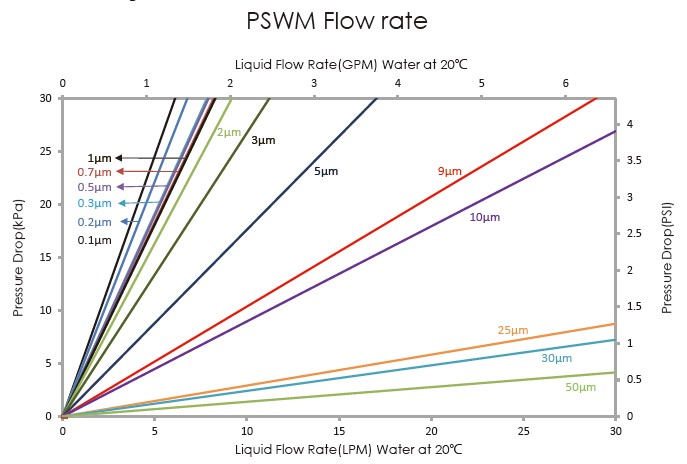 PSWM Flow rate
Liquid Flow Rate(GPM) Water at 20℃
0 1 2 3 4 5 6
30
25
20
15
10
5
0
Pressure Drop(kPa)
4
3.5
3
2.5
2
1.5
1
0.5
0
Pressure Drop(PSI)
1μm
0.7μm
0.5μm
0.3μm
0.2μm
0.1μm
2μm
3μm
5μm
9μm
10μm
25μm
30μm
50μm
0 5 10 15 20 25 30
Liquid Flow Rate(LPM) Water at 20℃